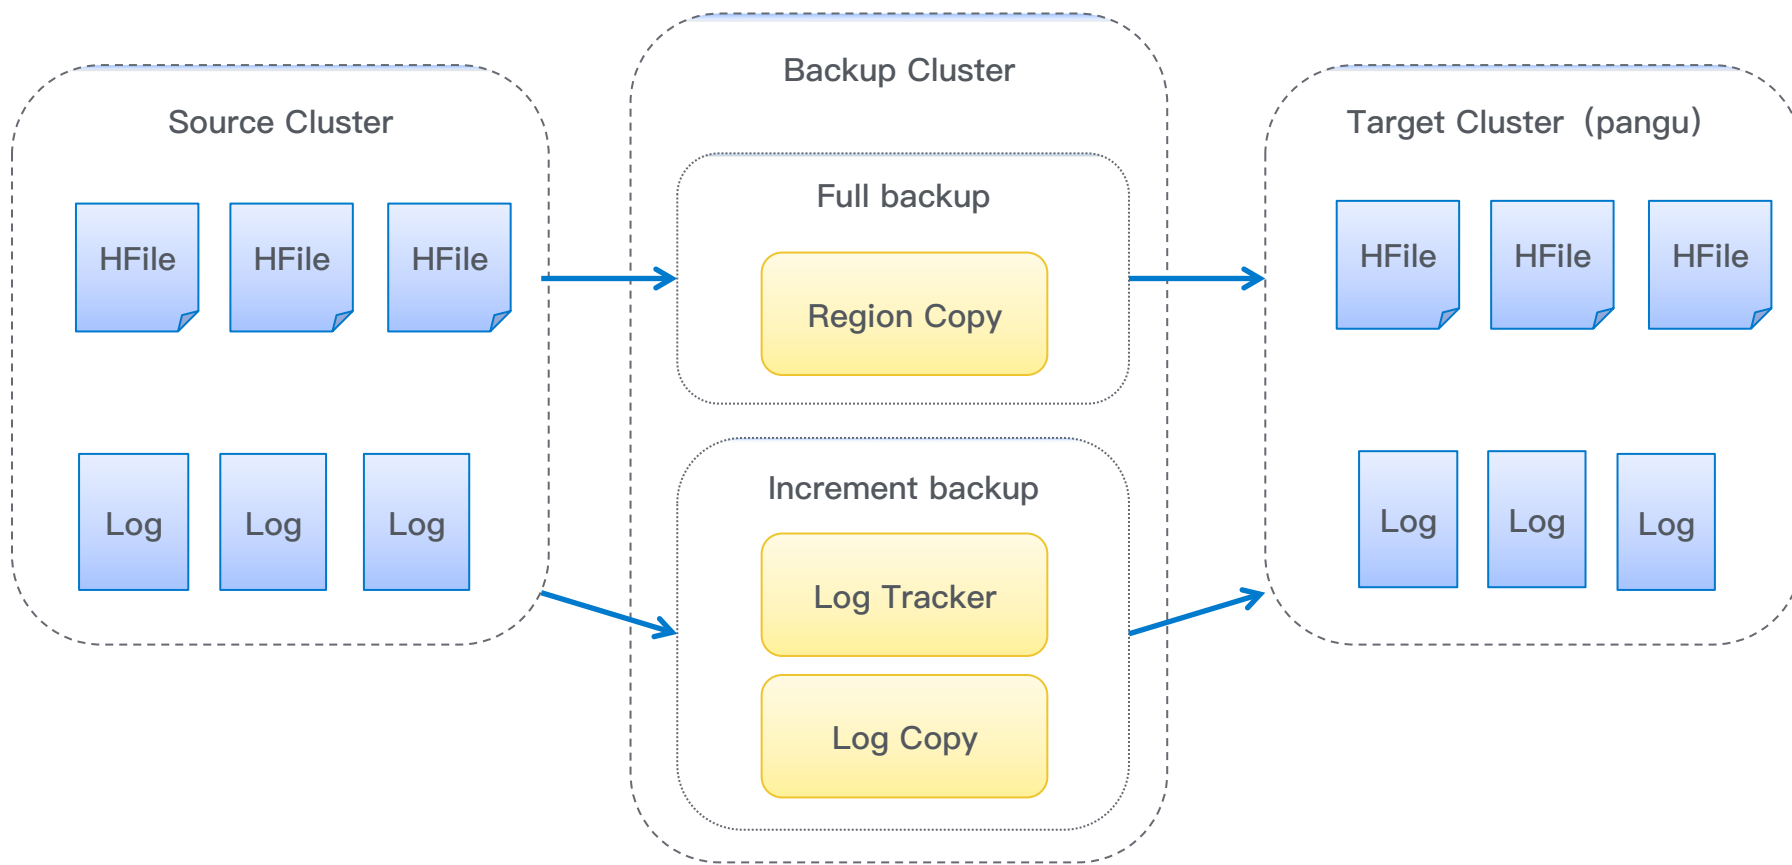 Source Cluster
HFile HFile HFile
Log Log Log
Backup Cluster
Full backup
Region Copy
Increment backup
Log Tracker
Log Copy
Target Cluster（pangu）
HFile HFile HFile
Log Log Log